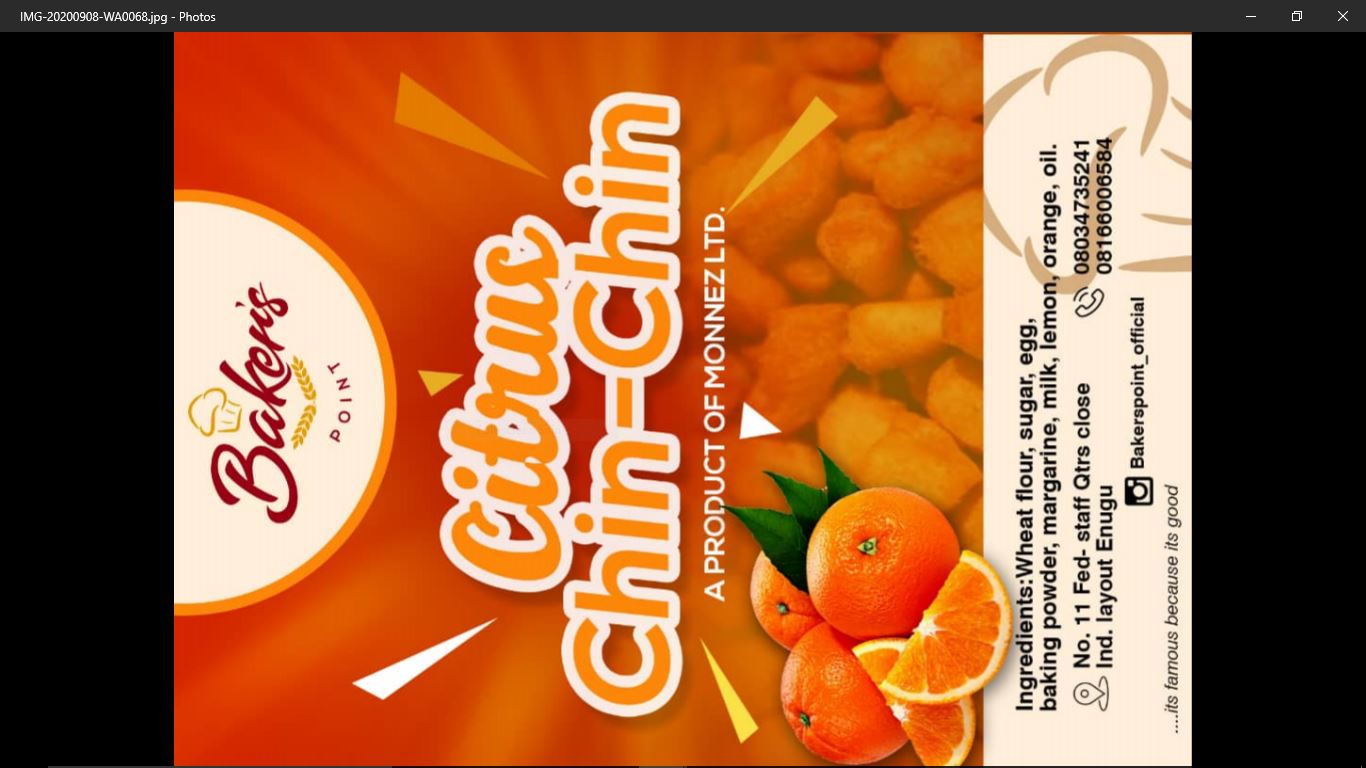 IMG-20200908-WA0068.jpg - Photos
Baker's
POINT
Citrus
Chin-Chin
A PRODUCT OF MONNEZ LTD.
Ingredients:Wheat flour, sugar, egg,
baking powder, margarine, milk, lemon, orange, oil.
No. 11 Fed- staff Qtrs close
Ind. layout Enugu
08034735241
08166006584
Bakerspoint_official
....its famous because its good